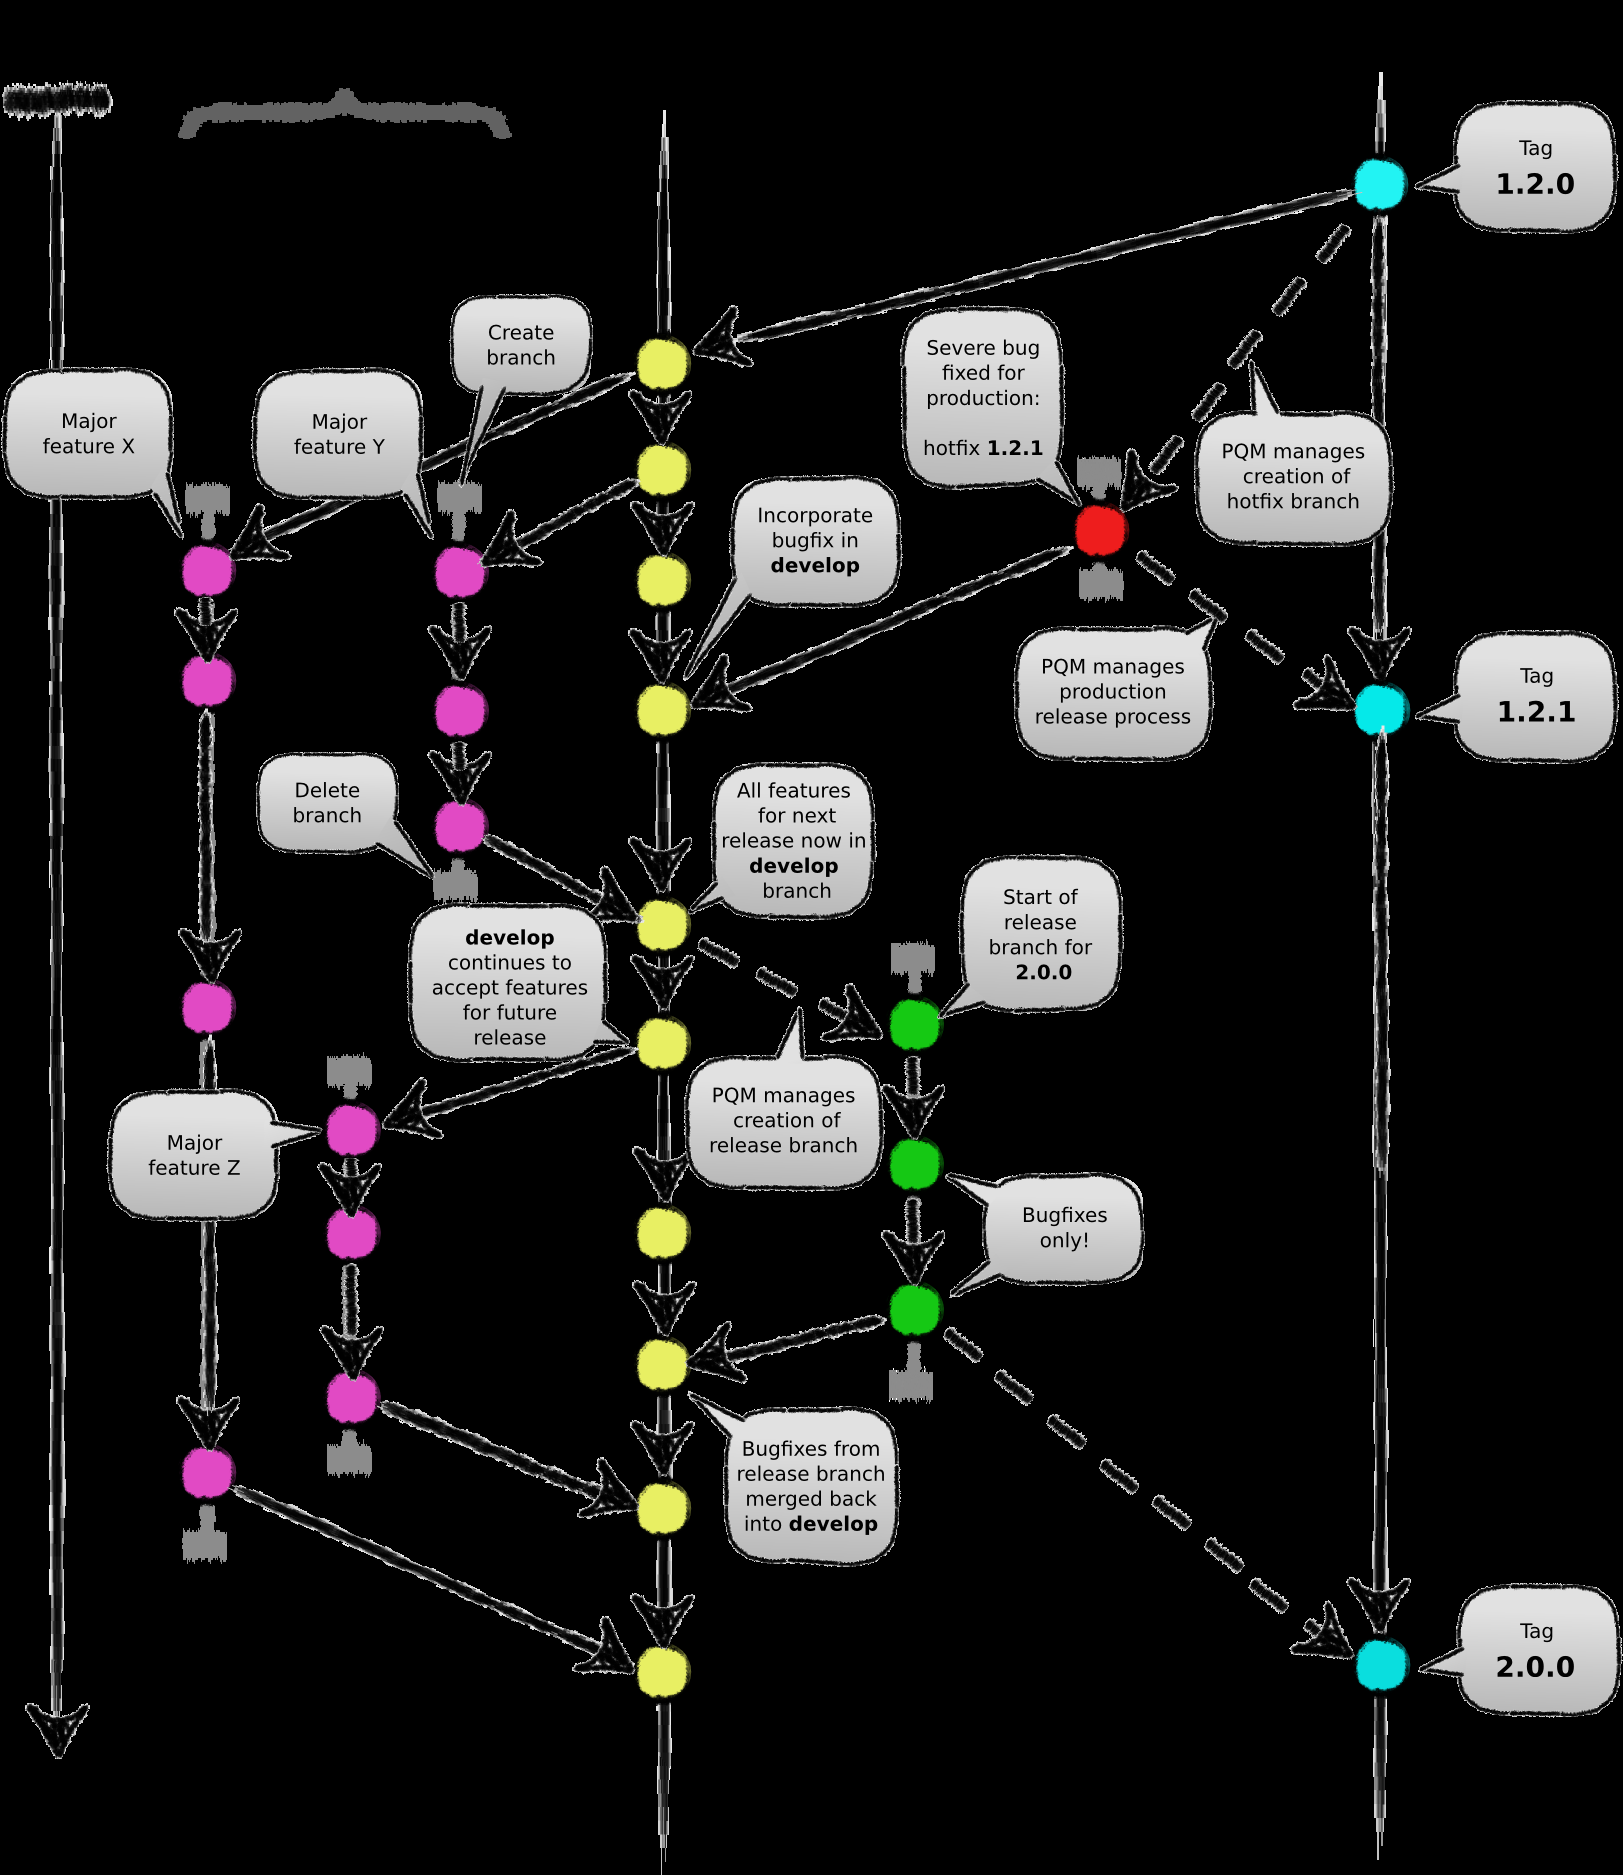 Tag
1.2.0
Create
branch
Severe bug
fixed for
production:
hotfix 1.2.1
Major
feature X
Major
feature Y
PQM manages
creation of
hotfix branch
Incorporate
bugfix in
develop
PQM manages
production
release process
Tag
1.2.1
Delete
branch
All features
for next
release now in
develop
branch
Start of
release
branch for
2.0.0
develop
continues to
accept features
for future
release
PQM manages
creation of
release branch
Major
feature Z
Bugfixes
only!
Bugfixes from
release branch
merged back
into develop
Tag
2.0.0